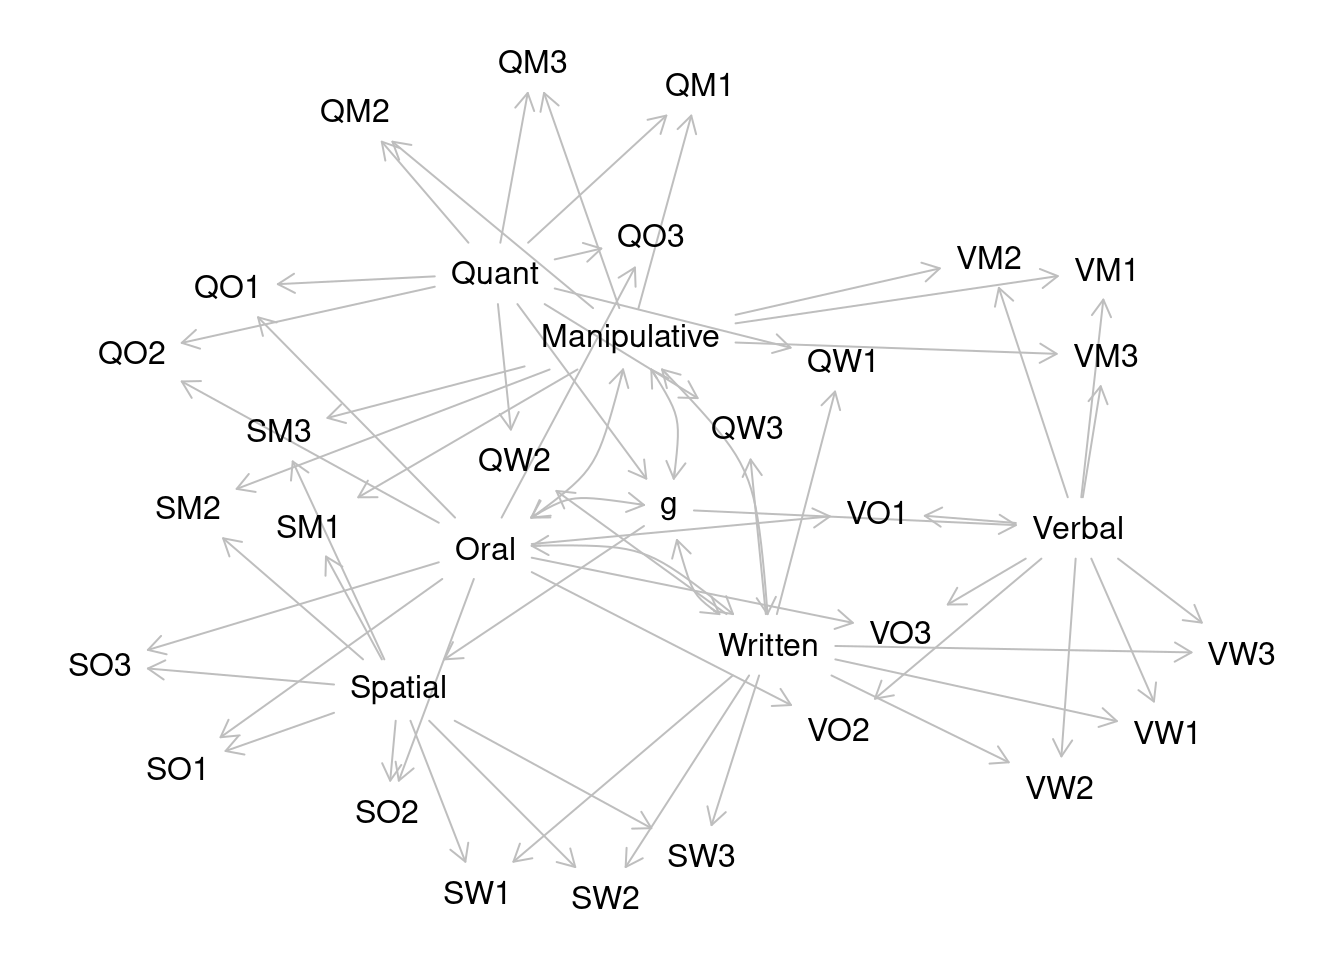 QM3
QM1
QM2
QO3
VM2
VM1
Quant
QO1
Manipulative
QO2
VM3
QW1
SM3
QW3
QW2
g
SM2
VO1
SM1
Verbal
Oral
VO3
Written
VW3
SO3
Spatial
VO2
VW1
SO1
VW2
SO2
SW3
SW1
SW2